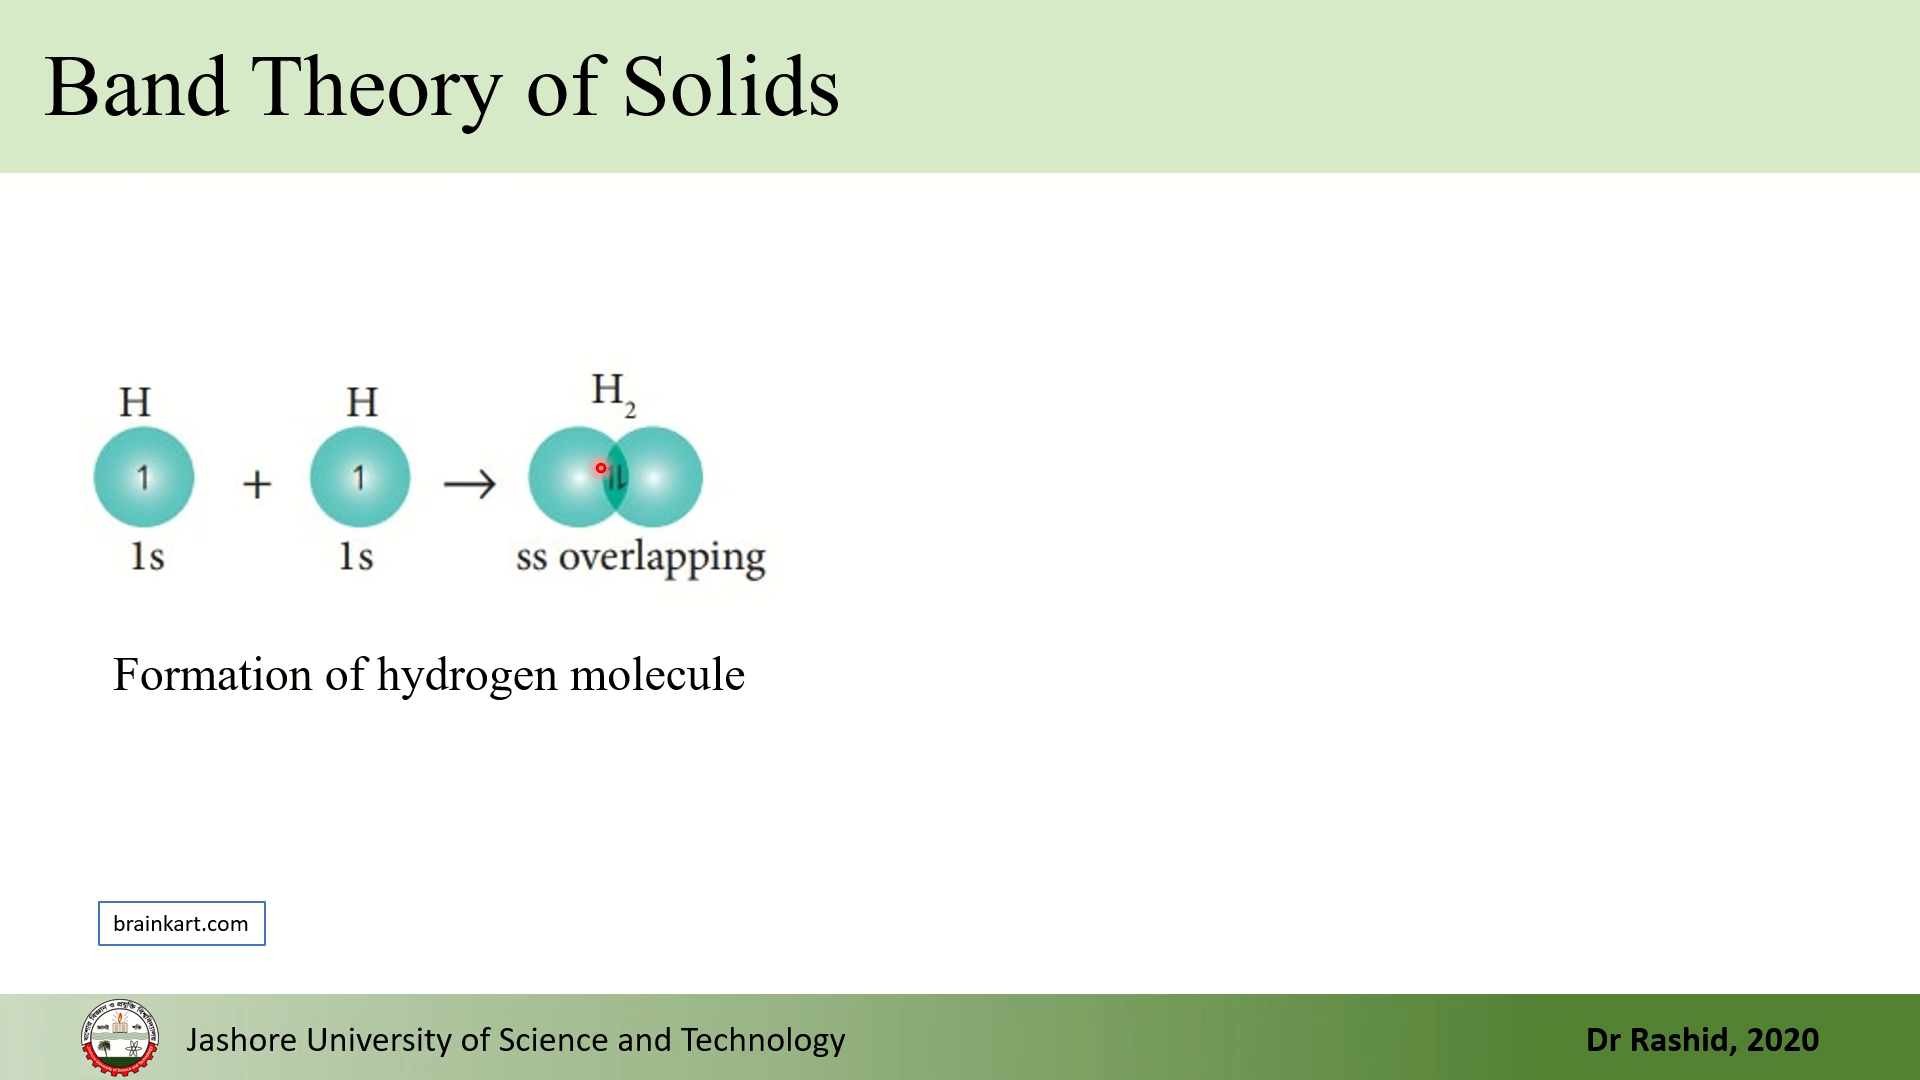 Band Theory of Solids
H H H₂
1 + 1 → 1⇂
1s 1s ss overlapping
Formation of hydrogen molecule
brainkart.com
Jashore University of Science and Technology
Dr Rashid, 2020